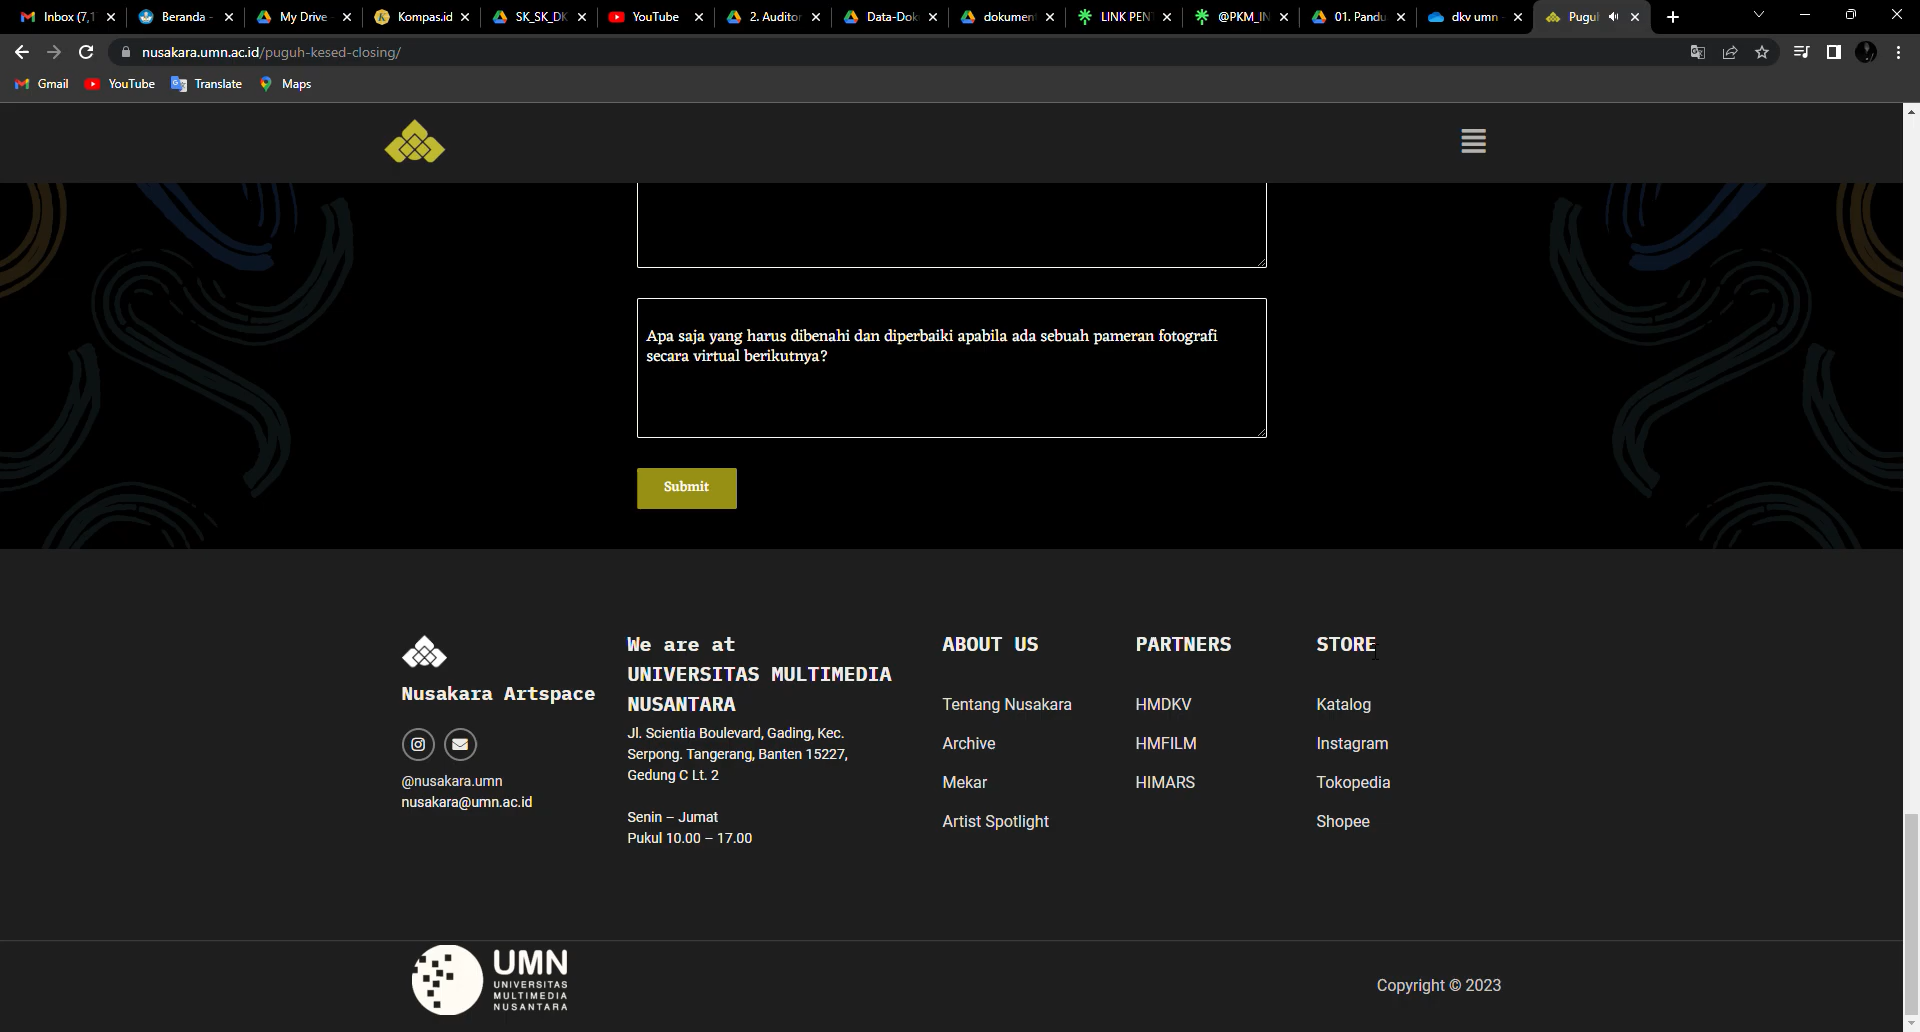 Inbox (7,1
Beranda -
My Drive -
Kompas.id
SK_SK_DK
YouTube
2. Auditor
Data-Dok
dokumen
LINK PEN
@PKM_IN
01. Pandu
dkv umn -
Puguh
nusakara.umn.ac.id/puguh-kesed-closing/
Gmail
YouTube
Translate
Maps
Apa saja yang harus dibenahi dan diperbaiki apabila ada sebuah pameran fotografi
secara virtual berikutnya?
Submit
Nusakara Artspace
@nusakara.umn
nusakara@umn.ac.id
We are at
UNIVERSITAS MULTIMEDIA
NUSANTARA
Jl. Scientia Boulevard, Gading, Kec.
Serpong. Tangerang, Banten 15227,
Gedung C Lt. 2
Senin – Jumat
Pukul 10.00 – 17.00
ABOUT US
Tentang Nusakara
Archive
Mekar
Artist Spotlight
PARTNERS
HMDKV
HMFILM
HIMARS
STORE
Katalog
Instagram
Tokopedia
Shopee
UMN
UNIVERSITAS
MULTIMEDIA
NUSANTARA
Copyright © 2023